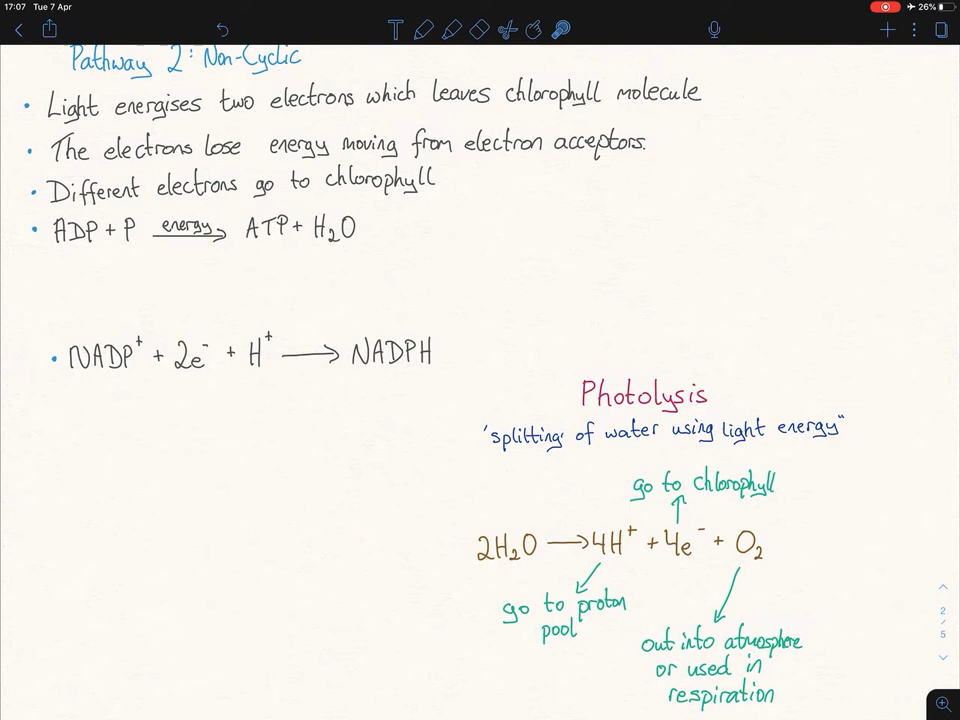 17:07 Tue 7 Apr
26%
Pathway 2: Non-Cyclic
• Light energises two electrons which leaves chlorophyll molecule
• The electrons lose energy moving from electron acceptors.
• Different electrons go to chlorophyll
• ADP + P energy→ ATP + H₂O
• NADP⁺ + 2e⁻ + H⁺ → NADPH
Photolysis
'splitting of water using light energy"
go to chlorophyll
2H₂O → 4H⁺ + 4e⁻ + O₂
go to proton
pool
out into atmosphere
or used in
respiration
2
/
5